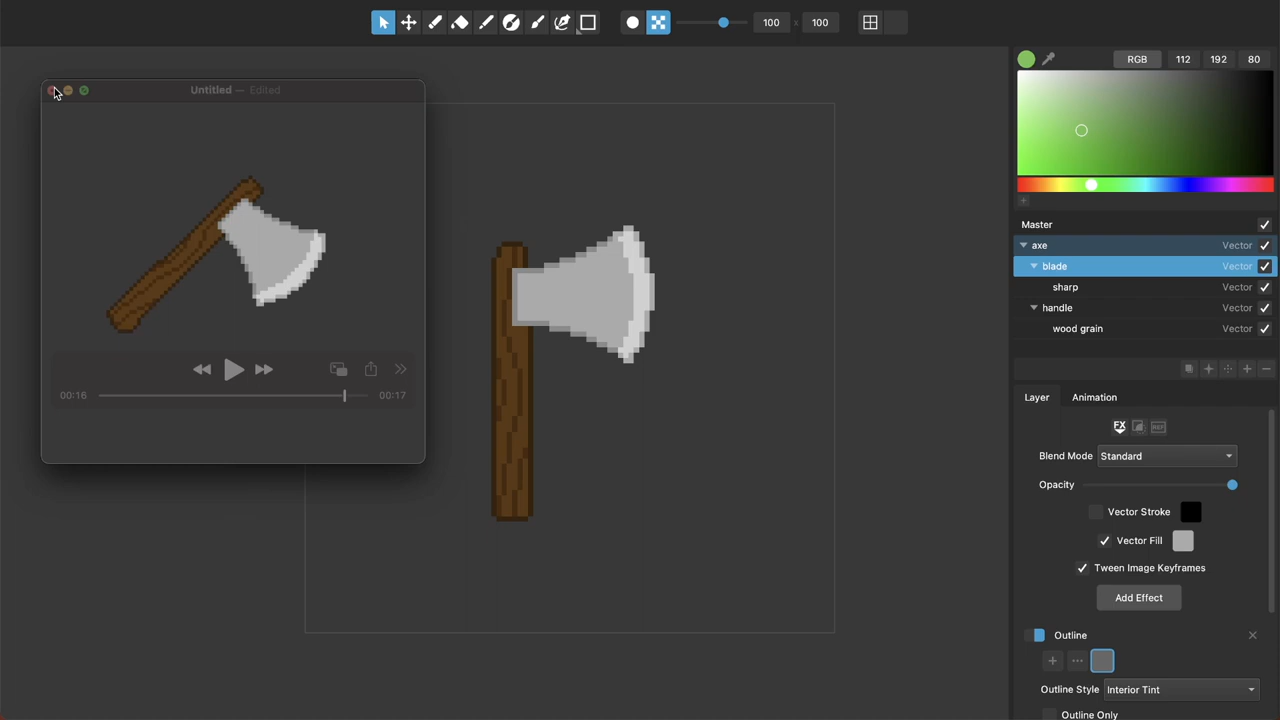 100 x 100
Untitled — Edited
00:16
00:17
RGB 112 192 80
Master
axe Vector
blade Vector
sharp Vector
handle Vector
wood grain Vector
Layer Animation
FX REF
Blend Mode Standard
Opacity
Vector Stroke
Vector Fill
Tween Image Keyframes
Add Effect
Outline
Outline Style Interior Tint
Outline Only